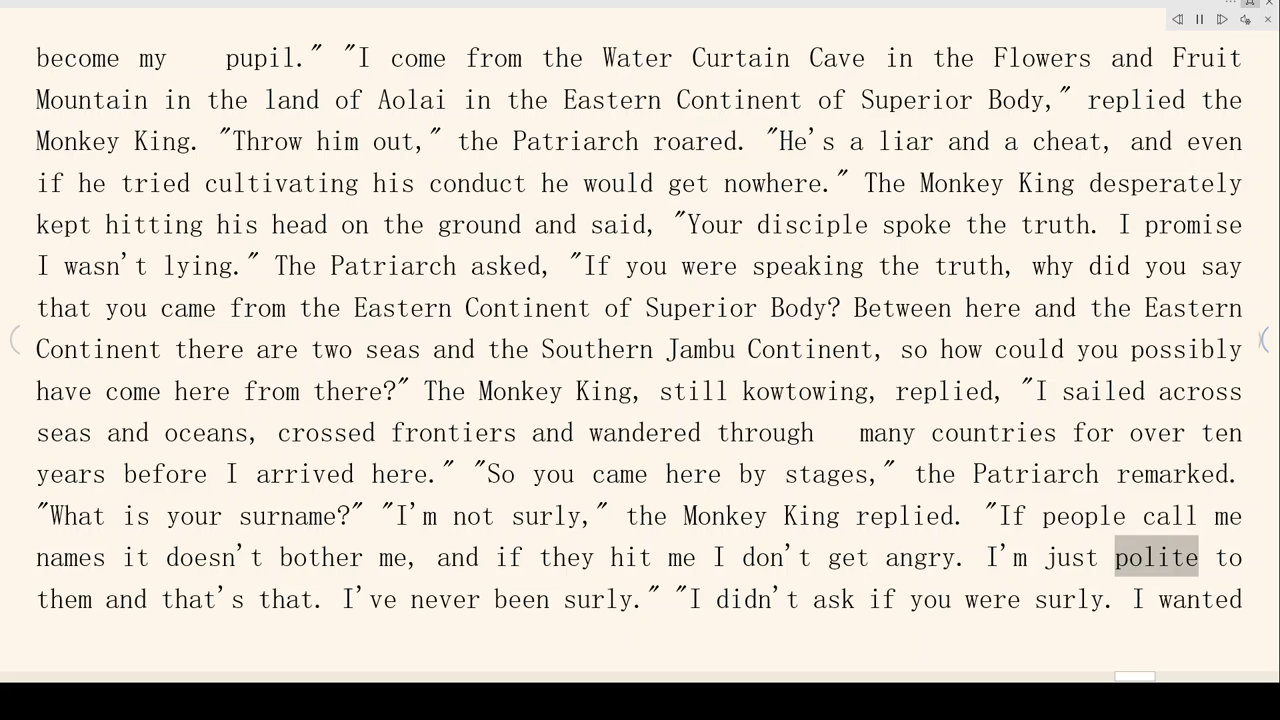 become my pupil." "I come from the Water Curtain Cave in the Flowers and Fruit
Mountain in the land of Aolai in the Eastern Continent of Superior Body," replied the
Monkey King. "Throw him out," the Patriarch roared. "He's a liar and a cheat, and even
if he tried cultivating his conduct he would get nowhere." The Monkey King desperately
kept hitting his head on the ground and said, "Your disciple spoke the truth. I promise
I wasn't lying." The Patriarch asked, "If you were speaking the truth, why did you say
that you came from the Eastern Continent of Superior Body? Between here and the Eastern
Continent there are two seas and the Southern Jambu Continent, so how could you possibly
have come here from there?" The Monkey King, still kowtowing, replied, "I sailed across
seas and oceans, crossed frontiers and wandered through many countries for over ten
years before I arrived here." "So you came here by stages," the Patriarch remarked.
"What is your surname?" "I'm not surly," the Monkey King replied. "If people call me
names it doesn't bother me, and if they hit me I don't get angry. I'm just polite to
them and that's that. I've never been surly." "I didn't ask if you were surly. I wanted